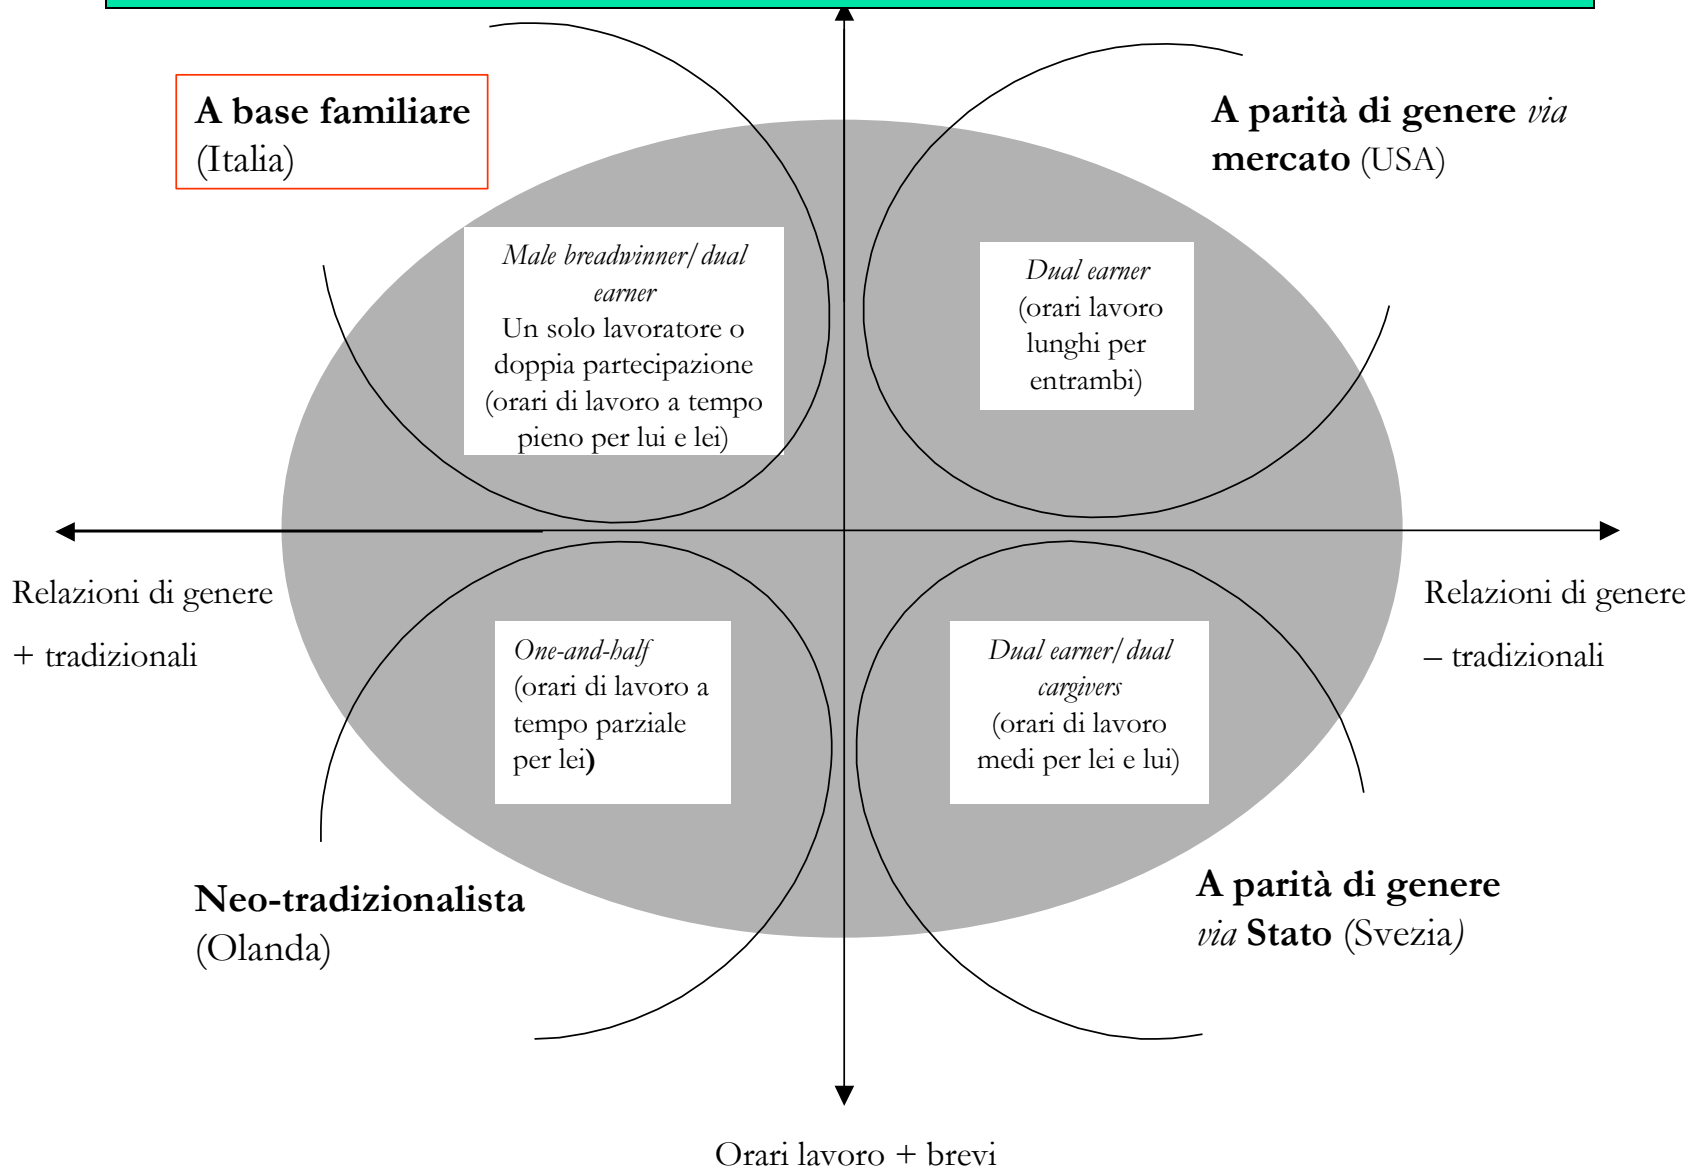 A base familiare
(Italia)
A parità di genere via
mercato (USA)
Male breadwinner/dual
earner
Un solo lavoratore o
doppia partecipazione
(orari di lavoro a tempo
pieno per lui e lei)
Dual earner
(orari lavoro
lunghi per
entrambi)
Relazioni di genere
+ tradizionali
Relazioni di genere
– tradizionali
One-and-half
(orari di lavoro a
tempo parziale
per lei)
Dual earner/dual
cargivers
(orari di lavoro
medi per lei e lui)
Neo-tradizionalista
(Olanda)
A parità di genere
via Stato (Svezia)
Orari lavoro + brevi